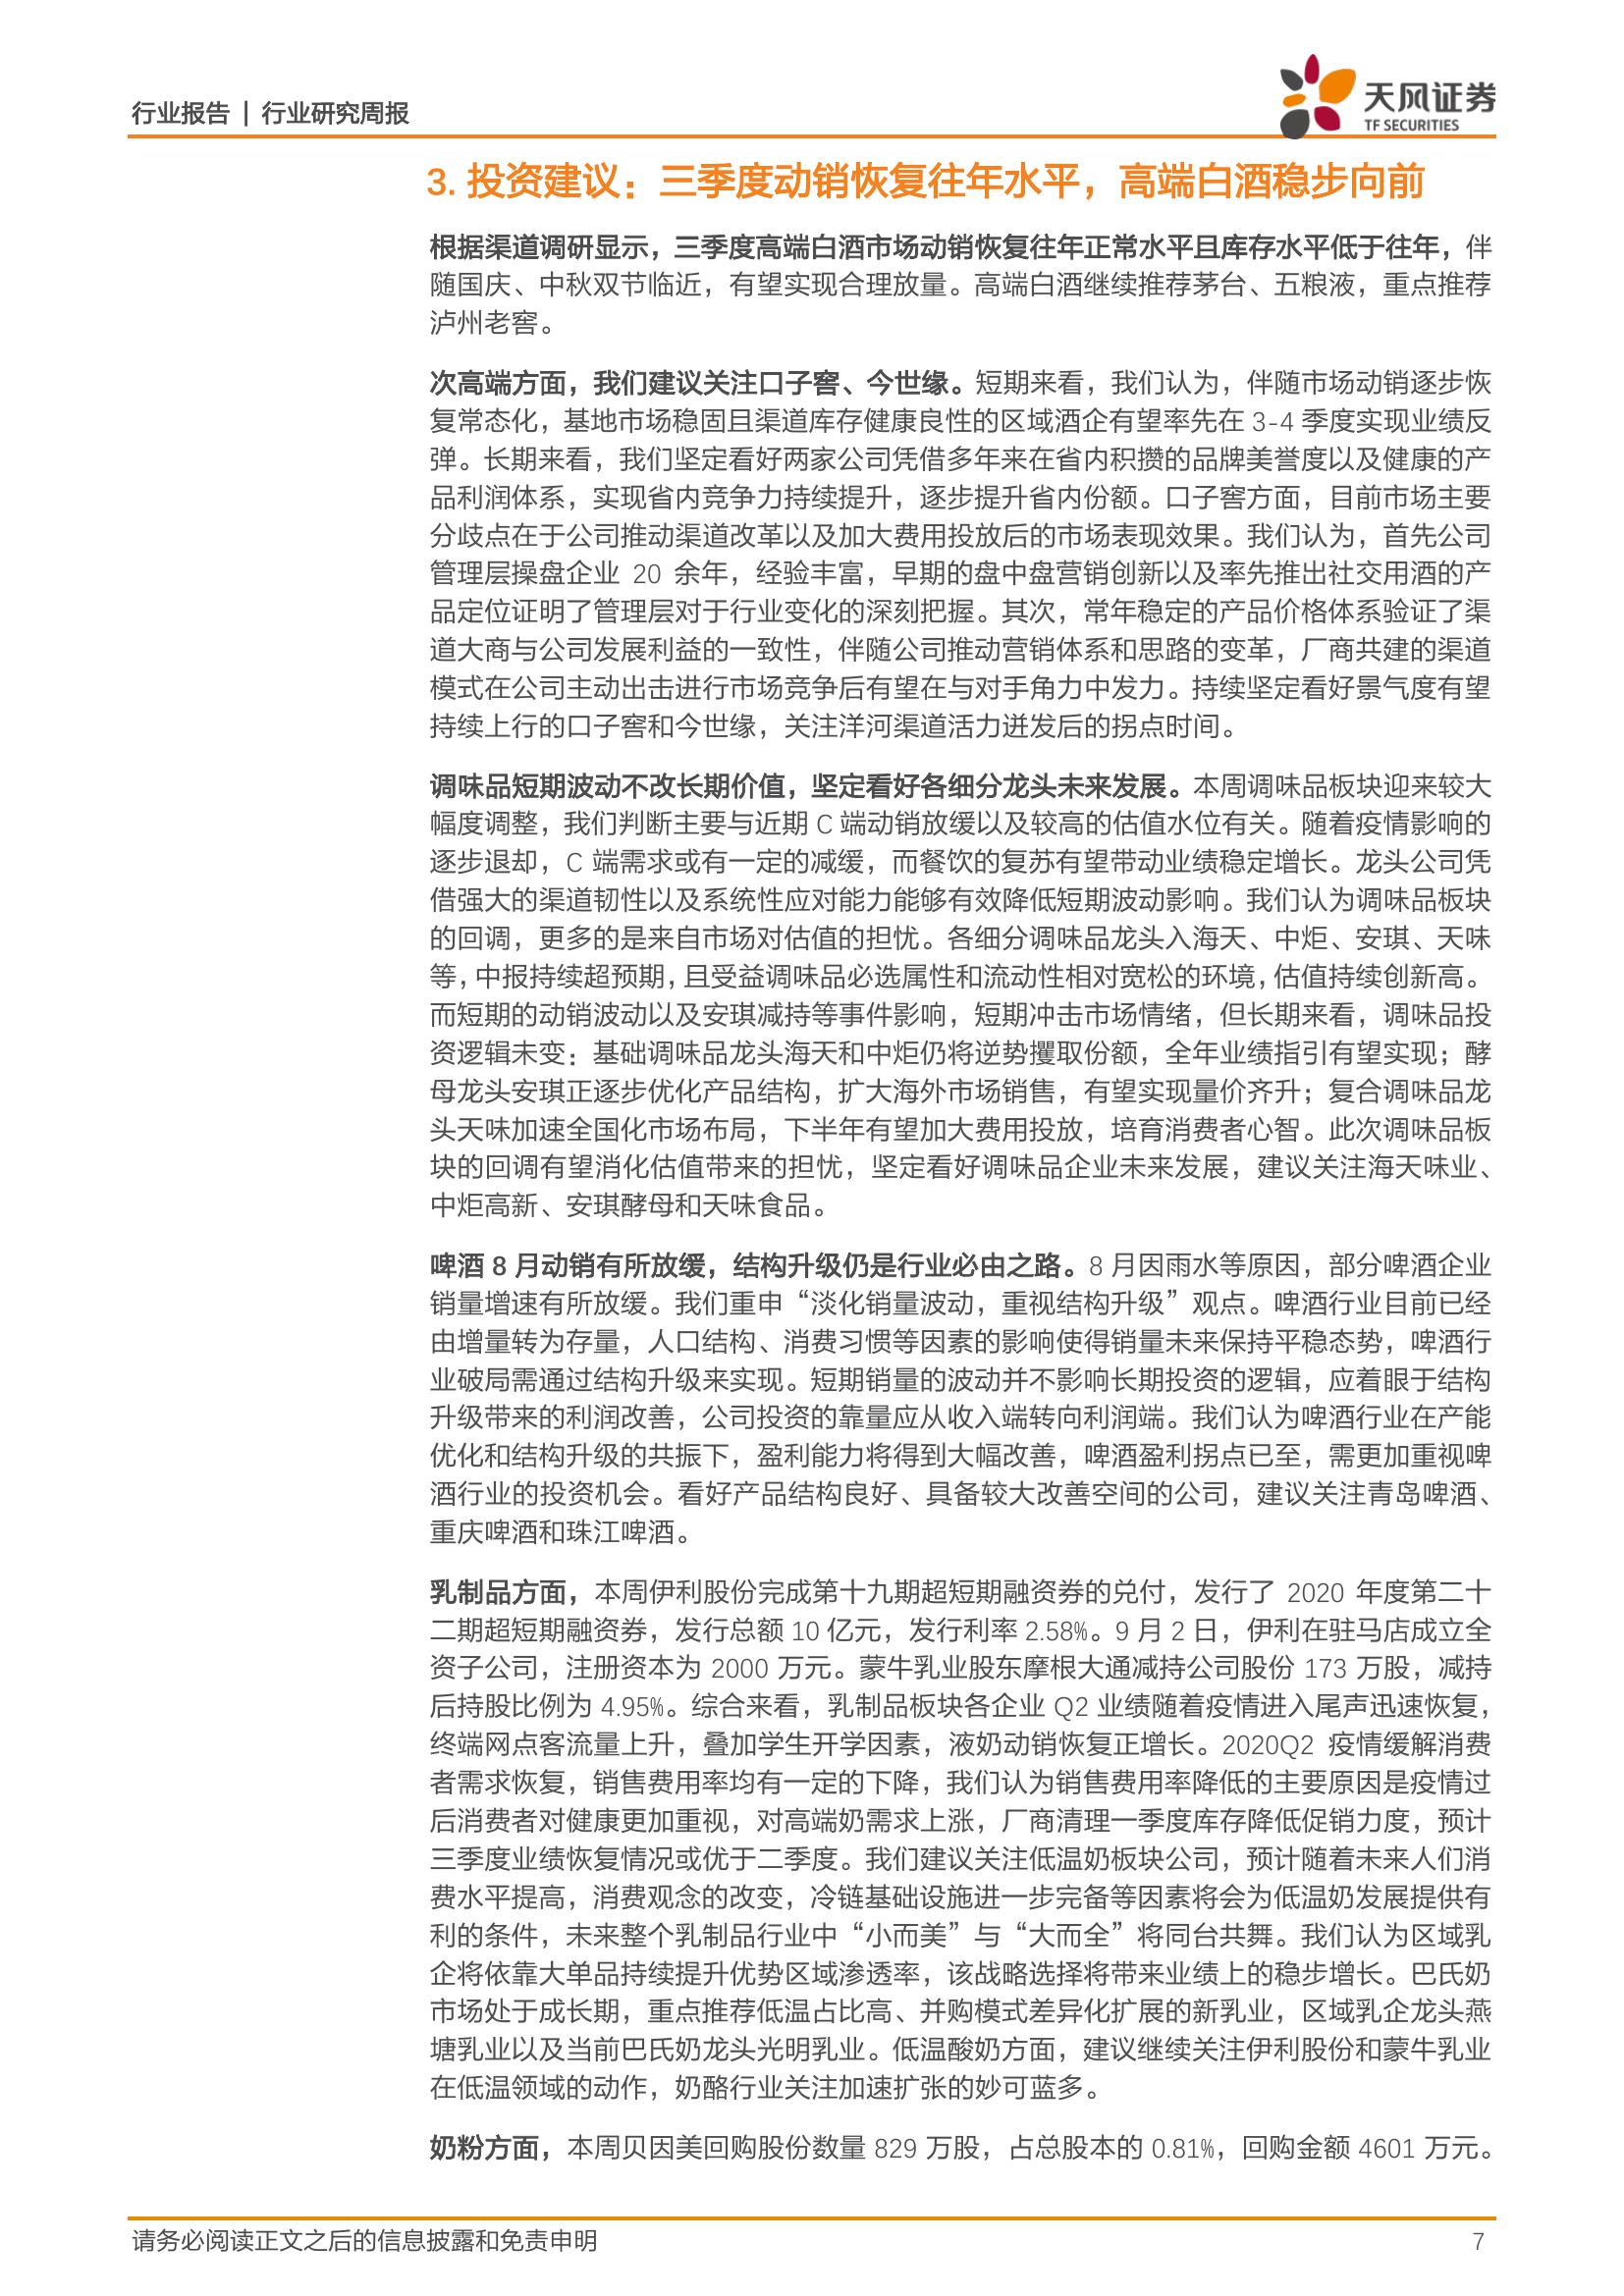 行业报告 | 行业研究周报
天风证券
TF SECURITIES
3. 投资建议：三季度动销恢复往年水平，高端白酒稳步向前
根据渠道调研显示，三季度高端白酒市场动销恢复往年正常水平且库存水平低于往年，伴
随国庆、中秋双节临近，有望实现合理放量。高端白酒继续推荐茅台、五粮液，重点推荐
泸州老窖。
次高端方面，我们建议关注口子窖、今世缘。短期来看，我们认为，伴随市场动销逐步恢
复常态化，基地市场稳固且渠道库存健康良性的区域酒企有望率先在 3-4 季度实现业绩反
弹。长期来看，我们坚定看好两家公司凭借多年来在省内积攒的品牌美誉度以及健康的产
品利润体系，实现省内竞争力持续提升，逐步提升省内份额。口子窖方面，目前市场主要
分歧点在于公司推动渠道改革以及加大费用投放后的市场表现效果。我们认为，首先公司
管理层操盘企业 20 余年，经验丰富，早期的盘中盘营销创新以及率先推出社交用酒的产
品定位证明了管理层对于行业变化的深刻把握。其次，常年稳定的产品价格体系验证了渠
道大商与公司发展利益的一致性，伴随公司推动营销体系和思路的变革，厂商共建的渠道
模式在公司主动出击进行市场竞争后有望在与对手角力中发力。持续坚定看好景气度有望
持续上行的口子窖和今世缘，关注洋河渠道活力迸发后的拐点时间。
调味品短期波动不改长期价值，坚定看好各细分龙头未来发展。本周调味品板块迎来较大
幅度调整，我们判断主要与近期 C 端动销放缓以及较高的估值水位有关。随着疫情影响的
逐步退却，C 端需求或有一定的减缓，而餐饮的复苏有望带动业绩稳定增长。龙头公司凭
借强大的渠道韧性以及系统性应对能力能够有效降低短期波动影响。我们认为调味品板块
的回调，更多的是来自市场对估值的担忧。各细分调味品龙头入海天、中炬、安琪、天味
等，中报持续超预期，且受益调味品必选属性和流动性相对宽松的环境，估值持续创新高。
而短期的动销波动以及安琪减持等事件影响，短期冲击市场情绪，但长期来看，调味品投
资逻辑未变：基础调味品龙头海天和中炬仍将逆势攫取份额，全年业绩指引有望实现；酵
母龙头安琪正逐步优化产品结构，扩大海外市场销售，有望实现量价齐升；复合调味品龙
头天味加速全国化市场布局，下半年有望加大费用投放，培育消费者心智。此次调味品板
块的回调有望消化估值带来的担忧，坚定看好调味品企业未来发展，建议关注海天味业、
中炬高新、安琪酵母和天味食品。
啤酒 8 月动销有所放缓，结构升级仍是行业必由之路。8 月因雨水等原因，部分啤酒企业
销量增速有所放缓。我们重申“淡化销量波动，重视结构升级”观点。啤酒行业目前已经
由增量转为存量，人口结构、消费习惯等因素的影响使得销量未来保持平稳态势，啤酒行
业破局需通过结构升级来实现。短期销量的波动并不影响长期投资的逻辑，应着眼于结构
升级带来的利润改善，公司投资的靠量应从收入端转向利润端。我们认为啤酒行业在产能
优化和结构升级的共振下，盈利能力将得到大幅改善，啤酒盈利拐点已至，需更加重视啤
酒行业的投资机会。看好产品结构良好、具备较大改善空间的公司，建议关注青岛啤酒、
重庆啤酒和珠江啤酒。
乳制品方面，本周伊利股份完成第十九期超短期融资券的兑付，发行了 2020 年度第二十
二期超短期融资券，发行总额 10 亿元，发行利率 2.58%。9 月 2 日，伊利在驻马店成立全
资子公司，注册资本为 2000 万元。蒙牛乳业股东摩根大通减持公司股份 173 万股，减持
后持股比例为 4.95%。综合来看，乳制品板块各企业 Q2 业绩随着疫情进入尾声迅速恢复，
终端网点客流量上升，叠加学生开学因素，液奶动销恢复正增长。2020Q2 疫情缓解消费
者需求恢复，销售费用率均有一定的下降，我们认为销售费用率降低的主要原因是疫情过
后消费者对健康更加重视，对高端奶需求上涨，厂商清理一季度库存降低促销力度，预计
三季度业绩恢复情况或优于二季度。我们建议关注低温奶板块公司，预计随着未来人们消
费水平提高，消费观念的改变，冷链基础设施进一步完备等因素将会为低温奶发展提供有
利的条件，未来整个乳制品行业中“小而美”与“大而全”将同台共舞。我们认为区域乳
企将依靠大单品持续提升优势区域渗透率，该战略选择将带来业绩上的稳步增长。巴氏奶
市场处于成长期，重点推荐低温占比高、并购模式差异化扩展的新乳业，区域乳企龙头燕
塘乳业以及当前巴氏奶龙头光明乳业。低温酸奶方面，建议继续关注伊利股份和蒙牛乳业
在低温领域的动作，奶酪行业关注加速扩张的妙可蓝多。
奶粉方面，本周贝因美回购股份数量 829 万股，占总股本的 0.81%，回购金额 4601 万元。
请务必阅读正文之后的信息披露和免责申明
7